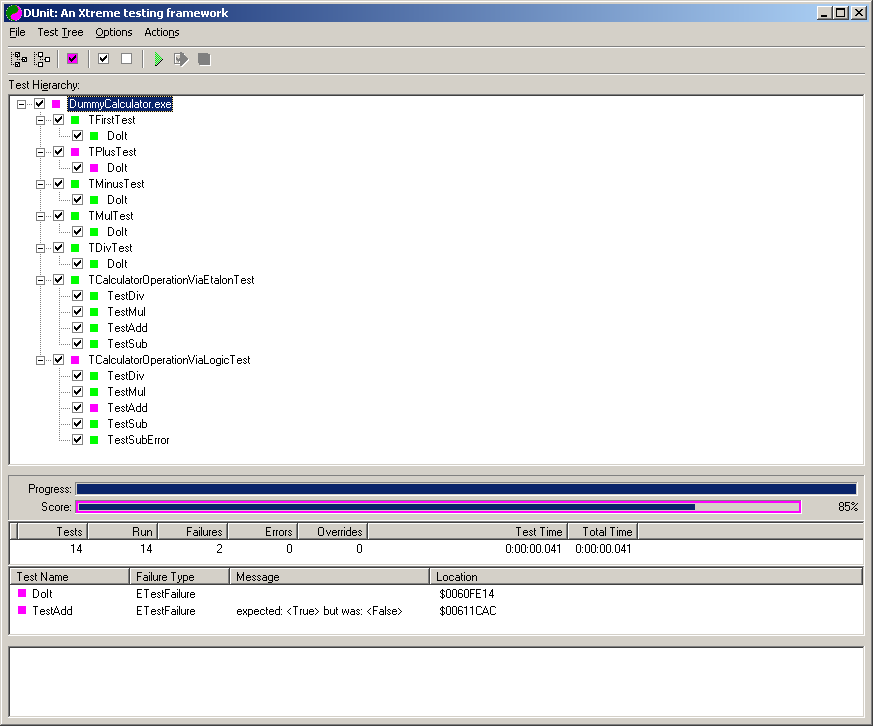 DUnit: An Xtreme testing framework
File Test Tree Options Actions
Test Hierarchy:
DummyCalculator.exe
TFirstTest
DoIt
TPlusTest
DoIt
TMinusTest
DoIt
TMulTest
DoIt
TDivTest
DoIt
TCalculatorOperationViaEtalonTest
TestDiv
TestMul
TestAdd
TestSub
TCalculatorOperationViaLogicTest
TestDiv
TestMul
TestAdd
TestSub
TestSubError
Progress:
Score: 85%
Tests Run Failures Errors Overrides Test Time Total Time
14 14 2 0 0 0:00:00.041 0:00:00.041
Test Name Failure Type Message Location
DoIt ETestFailure $0060FE14
TestAdd ETestFailure expected: <True> but was: <False> $00611CAC